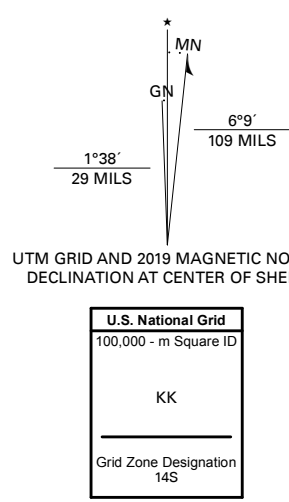 ★
MN
GN
6°9´
109 MILS
1°38´
29 MILS
UTM GRID AND 2019 MAGNETIC NO
DECLINATION AT CENTER OF SHE
U.S. National Grid
100,000 - m Square ID
KK
Grid Zone Designation
14S